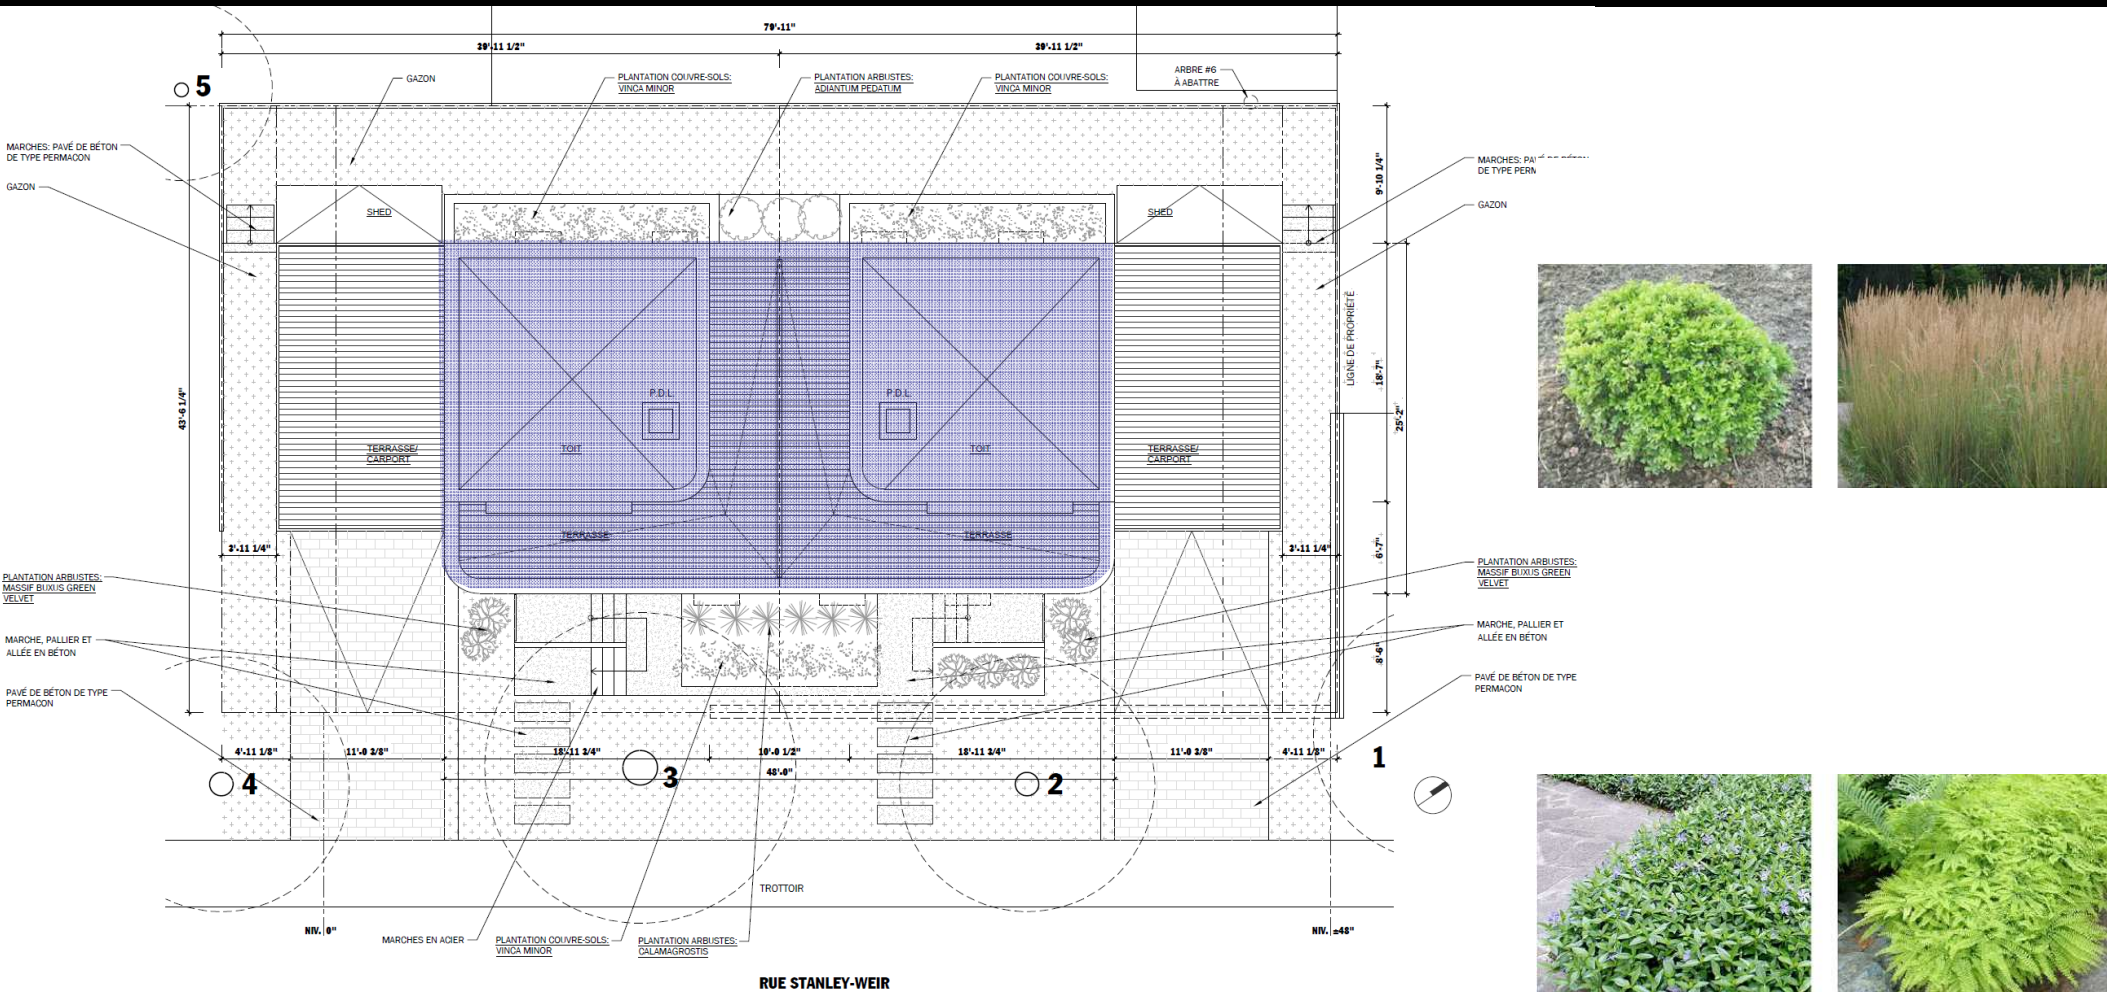 79'-11"
39'-11 1/2"
39'-11 1/2"
5
GAZON
PLANTATION COUVRE-SOLS:
VINCA MINOR
PLANTATION ARBUSTES:
ADIANTUM PEDATUM
PLANTATION COUVRE-SOLS:
VINCA MINOR
ARBRE #6
À ABATTRE
MARCHES: PAVÉ DE BÉTON
DE TYPE PERMACON
GAZON
MARCHES:
DE TYPE
GAZON
9'-10 1/4"
SHED
SHED
LIGNE DE PROPRIÉTÉ
18'-7"
25'-2"
43'-6 1/4"
P.D.L.
P.D.L.
TERRASSE/
CARPORT
TOIT
TOIT
TERRASSE/
CARPORT
TERRASSE
TERRASSE
3'-11 1/4"
3'-11 1/4"
6'-7"
PLANTATION ARBUSTES:
MASSIF BUXUS GREEN
VELVET
PLANTATION ARBUSTES:
MASSIF BUXUS GREEN
VELVET
MARCHE, PALLIER ET
ALLÉE EN BÉTON
MARCHE, PALLIER ET
ALLÉE EN BÉTON
8'-6"
PAVÉ DE BÉTON DE TYPE
PERMACON
PAVÉ DE BÉTON DE TYPE
PERMACON
4'-11 1/8"
11'-0 3/8"
18'-11 3/4"
10'-0 1/2"
18'-11 3/4"
11'-0 3/8"
4'-11 1/8"
1
48'-0"
4
3
2
TROTTOIR
NIV. 0"
NIV. ±48"
MARCHES EN ACIER
PLANTATION COUVRE-SOLS:
VINCA MINOR
PLANTATION ARBUSTES:
CALAMAGROSTIS
RUE STANLEY-WEIR